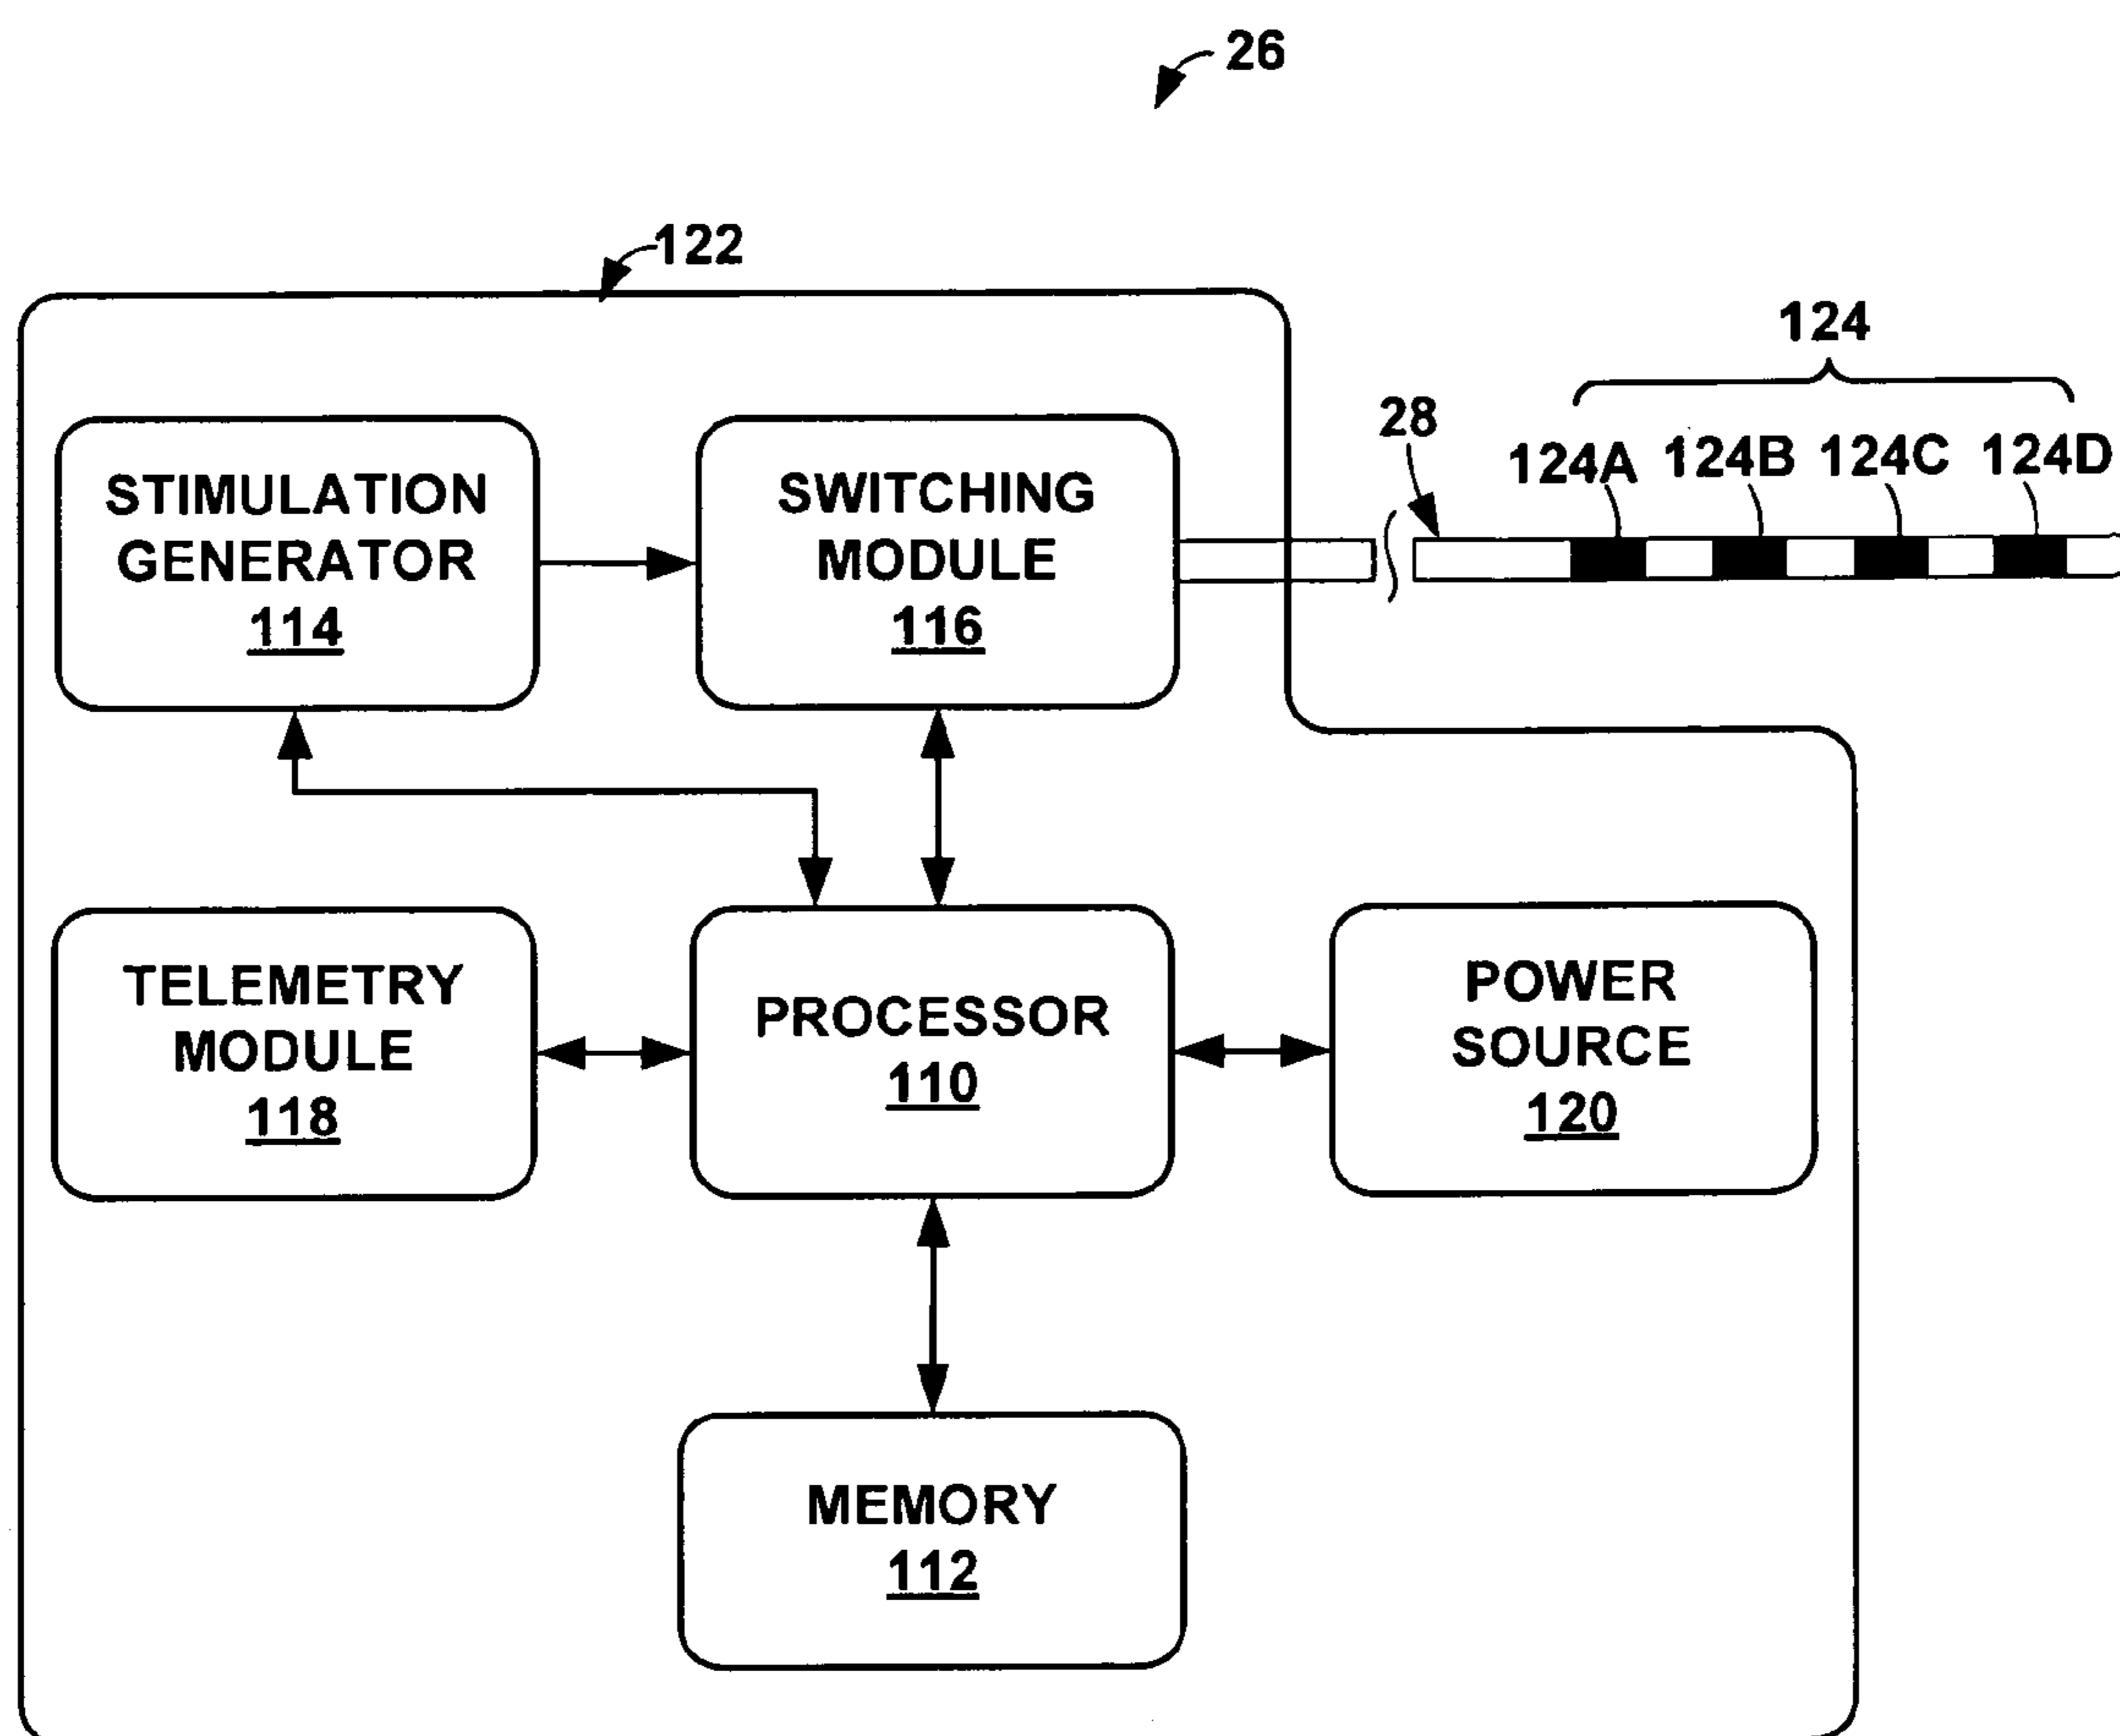 26
122
124
28
124A 124B 124C 124D
STIMULATION
GENERATOR
114
SWITCHING
MODULE
116
TELEMETRY
MODULE
118
PROCESSOR
110
POWER
SOURCE
120
MEMORY
112